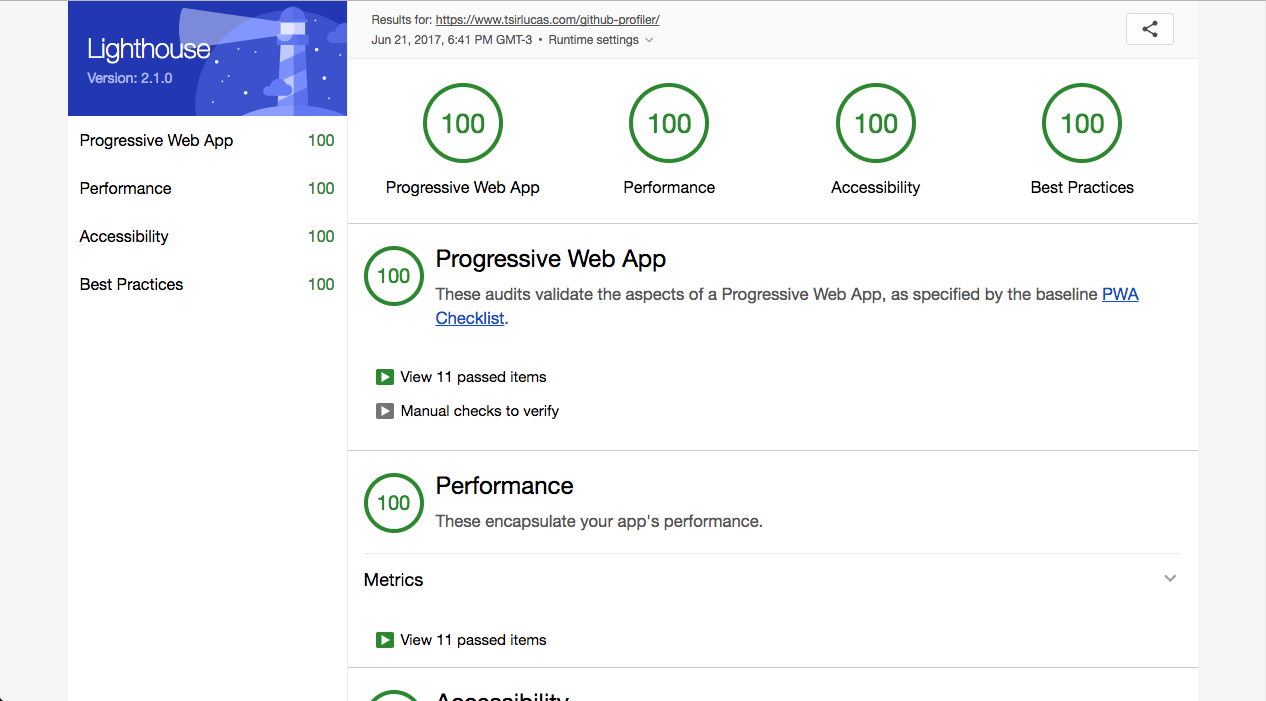 Lighthouse
Version: 2.1.0
Progressive Web App 100
Performance 100
Accessibility 100
Best Practices 100
Results for: https://www.tsirlucas.com/github-profiler/
Jun 21, 2017, 6:41 PM GMT-3 • Runtime settings
100 100 100 100
Progressive Web App Performance Accessibility Best Practices
100
Progressive Web App
These audits validate the aspects of a Progressive Web App, as specified by the baseline PWA
Checklist.
View 11 passed items
Manual checks to verify
100
Performance
These encapsulate your app's performance.
Metrics
View 11 passed items
Accessibility